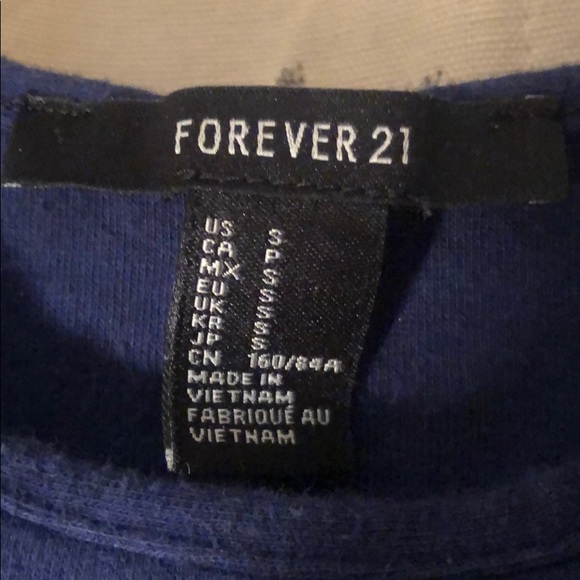 FOREVER 21
US S
CA P
MX S
EU S
UK S
KR S
JP S
CN 160/84A
MADE IN
VIETNAM
FABRIQUÉ AU
VIETNAM